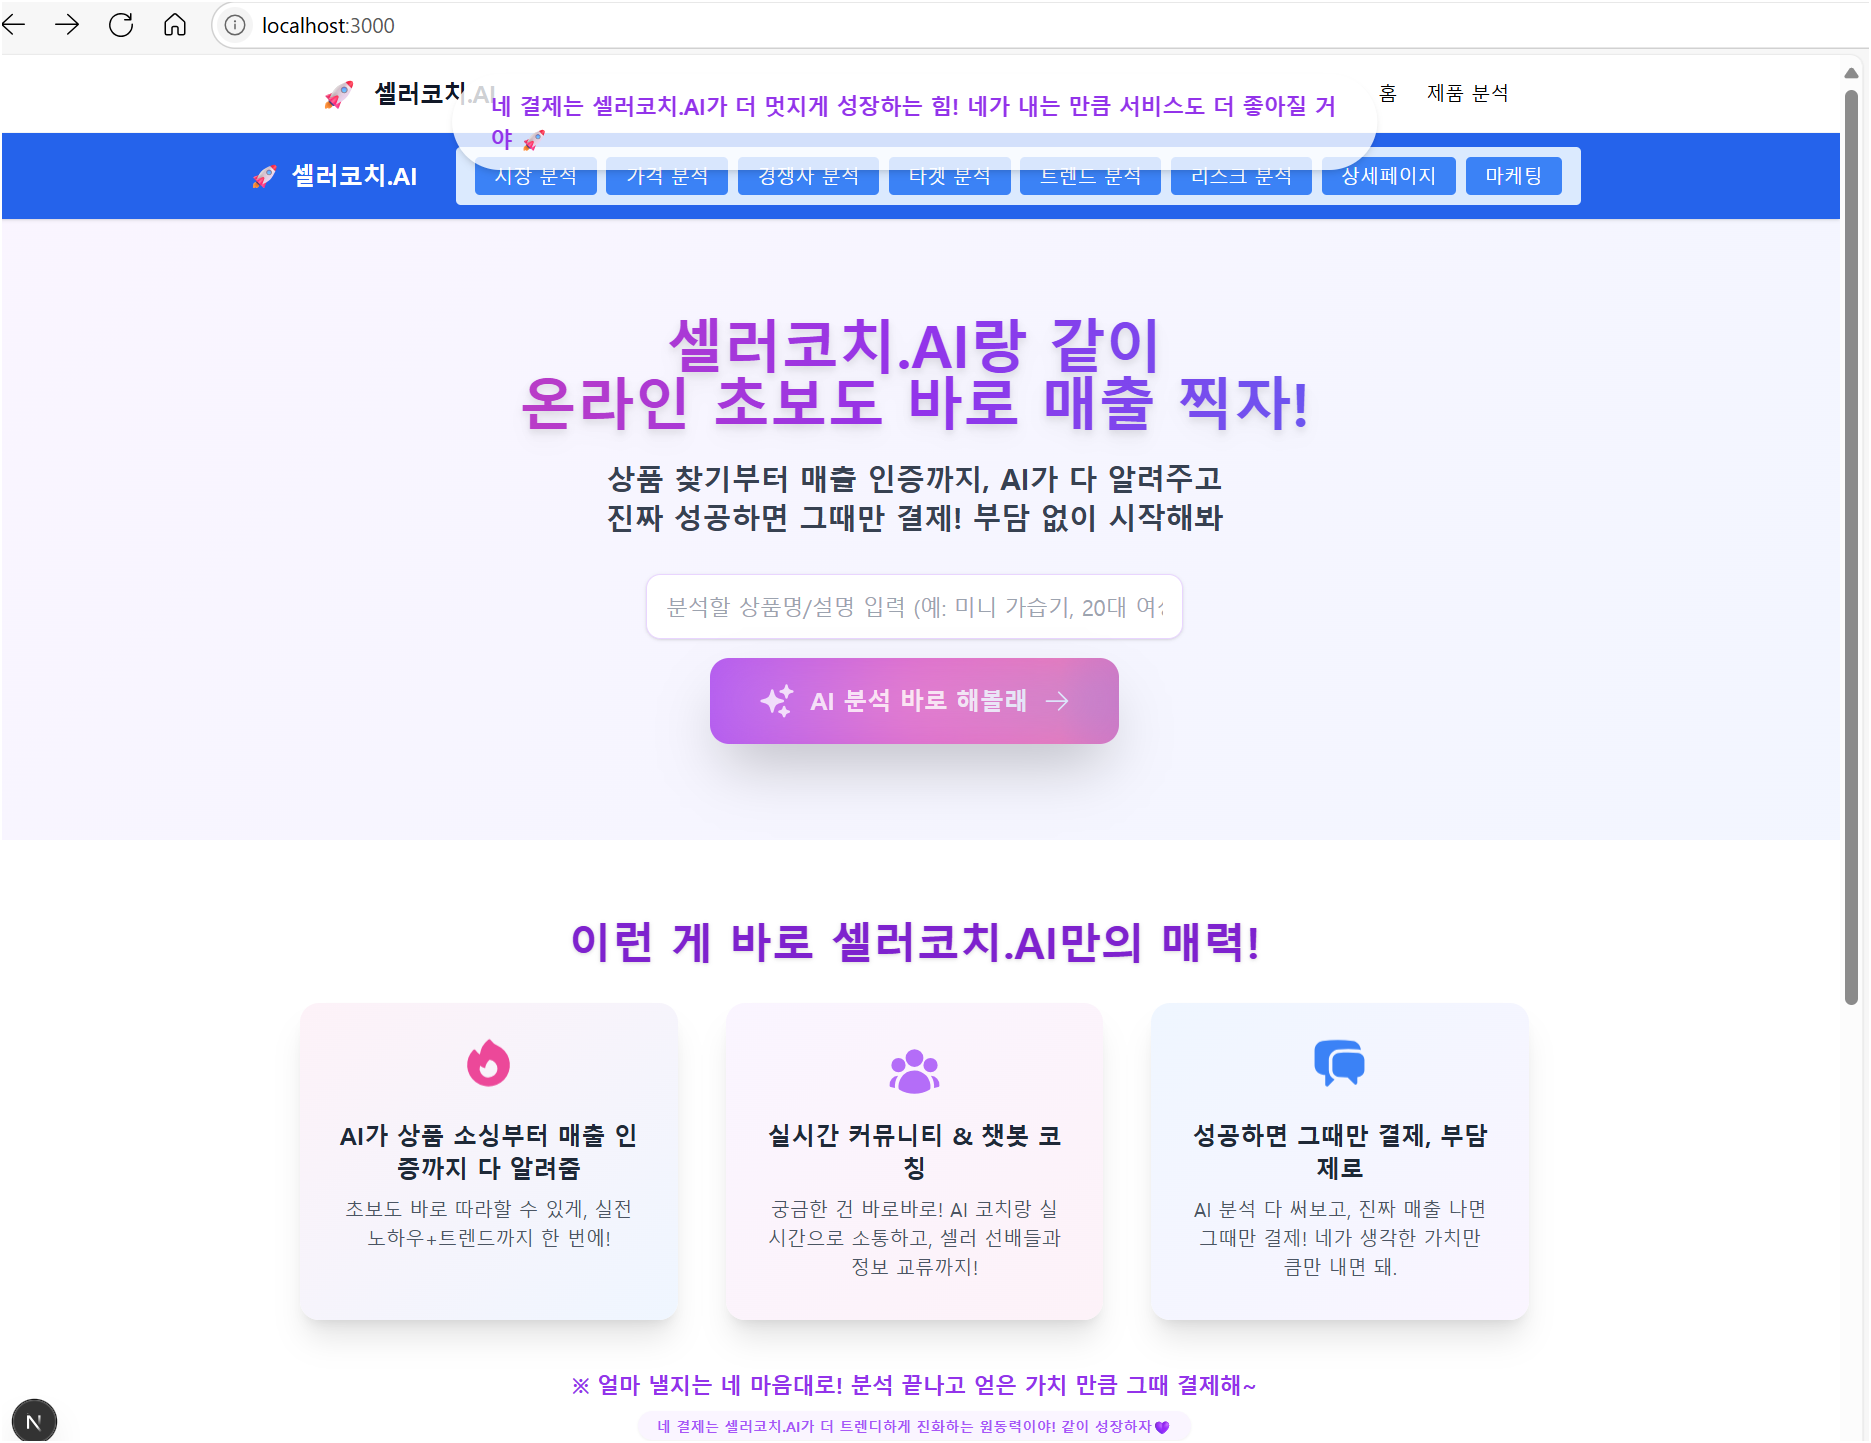 localhost:3000
셀러코치.AI
홈 제품 분석
네 결제는 셀러코치.AI가 더 멋지게 성장하는 힘! 네가 내는 만큼 서비스도 더 좋아질 거
야
셀러코치.AI
시장 분석 가격 분석 경쟁사 분석 타겟 분석 트렌드 분석 리스크 분석 상세페이지 마케팅
셀러코치.AI랑 같이
온라인 초보도 바로 매출 찍자!
상품 찾기부터 매출 인증까지, AI가 다 알려주고
진짜 성공하면 그때만 결제! 부담 없이 시작해봐
분석할 상품명/설명 입력 (예: 미니 가습기, 20대 여
AI 분석 바로 해볼래
이런 게 바로 셀러코치.AI만의 매력!
AI가 상품 소싱부터 매출 인
증까지 다 알려줌
초보도 바로 따라할 수 있게, 실전
노하우+트렌드까지 한 번에!
실시간 커뮤니티 & 챗봇 코
칭
궁금한 건 바로바로! AI 코치랑 실
시간으로 소통하고, 셀러 선배들과
정보 교류까지!
성공하면 그때만 결제, 부담
제로
AI 분석 다 써보고, 진짜 매출 나면
그때만 결제! 네가 생각한 가치만
큼만 내면 돼.
※ 얼마 낼지는 네 마음대로! 분석 끝나고 얻은 가치 만큼 그때 결제해~
네 결제는 셀러코치.AI가 더 트렌디하게 진화하는 원동력이야! 같이 성장하자💜
N